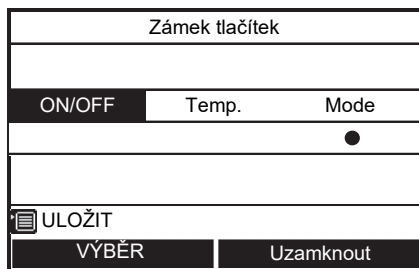 Zámek tlačítek
ON/OFF Temp. Mode
ULOŽIT
VÝBĚR Uzamknout